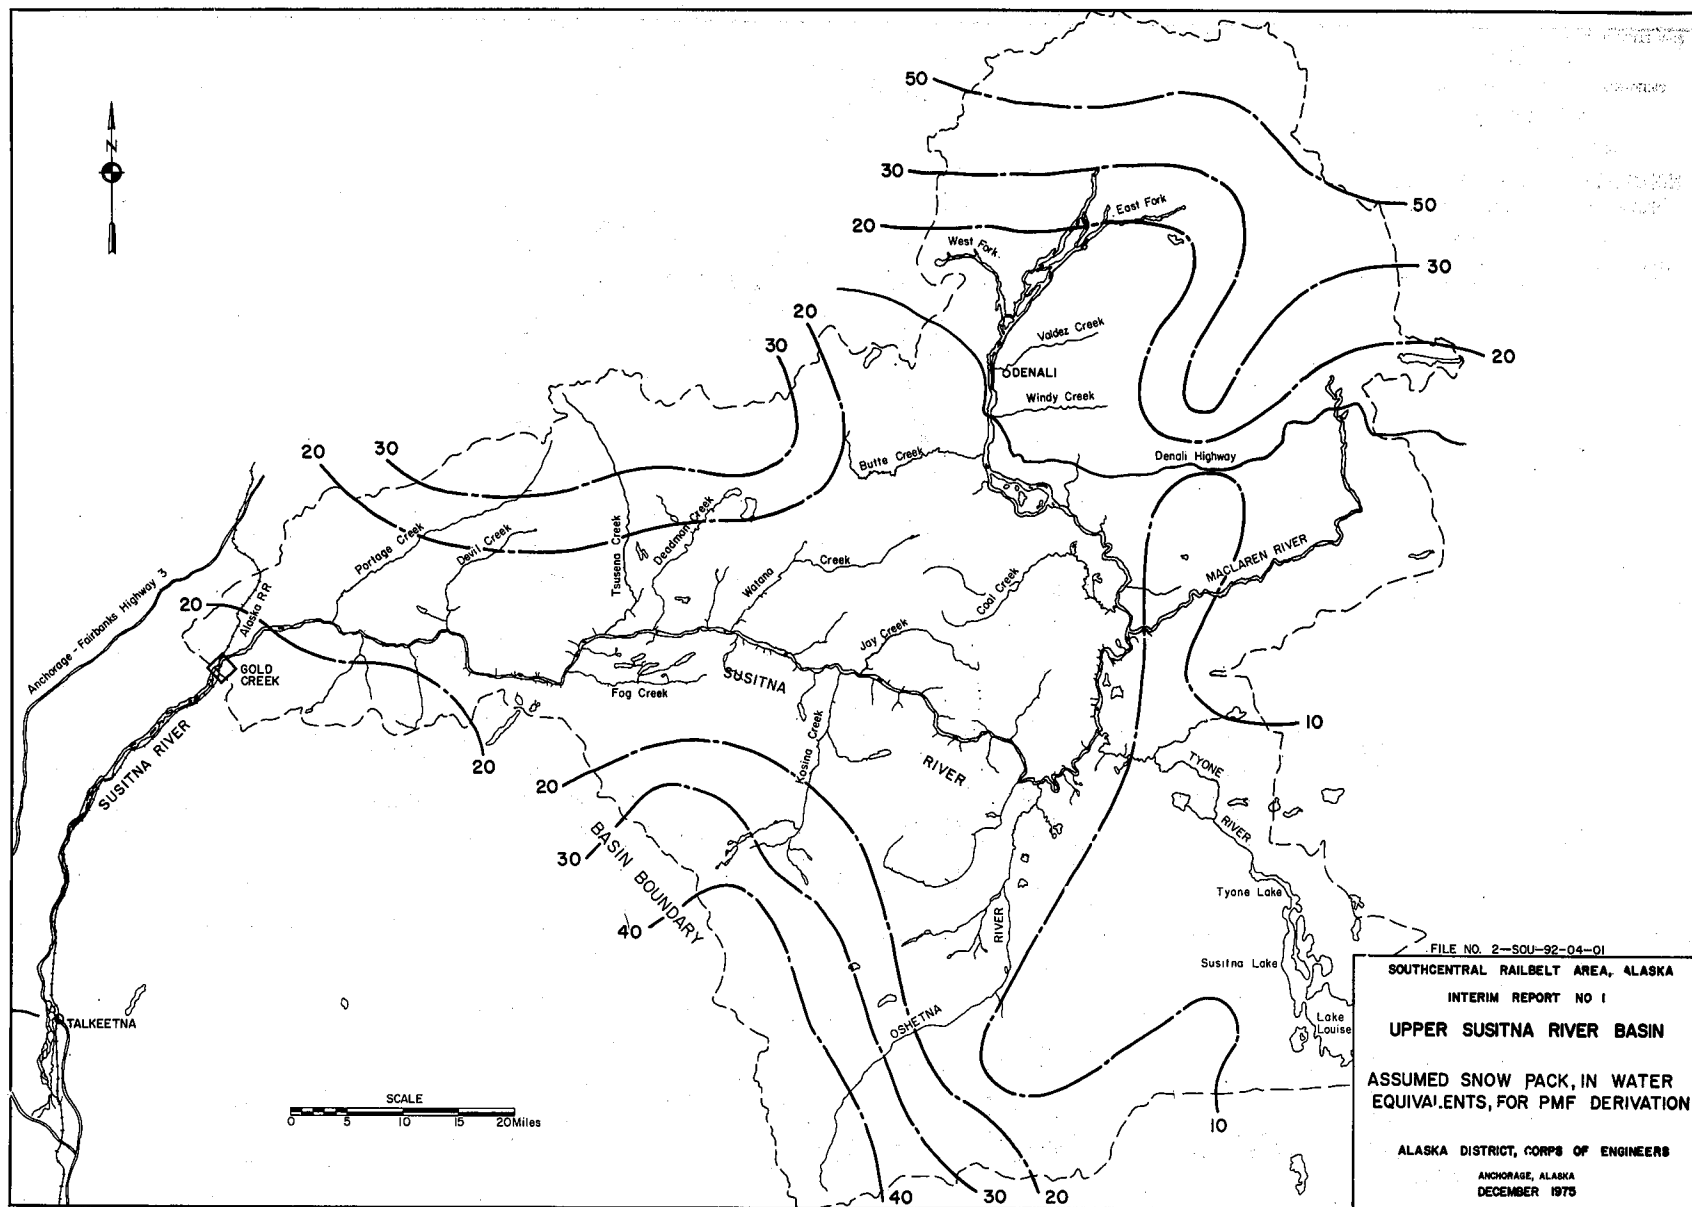 50
N
30
50
East Fork
20
West Fork
30
20
Valdez Creek
30
20
DENALI
Windy Creek
30
20
Butte Creek
Denali Highway
Portage Creek
Devil Creek
Tsusena Creek
Deadman Creek
Watana
Creek
Coal Creek
MACLAREN RIVER
Anchorage - Fairbanks Highway 3
20
Alaska RR
Jay Creek
GOLD
CREEK
Fog Creek
SUSITNA
Kosina Creek
10
SUSITNA RIVER
20
RIVER
TYONE
20
RIVER
30
BASIN BOUNDARY
Tyone Lake
40
RIVER
Susitna Lake
OSHETNA
Lake
Louise
TALKEETNA
SCALE
0 5 10 15 20 Miles
10
40
30
20
FILE NO. 2-SOU-92-04-01
SOUTHCENTRAL RAILBELT AREA, ALASKA
INTERIM REPORT NO 1
UPPER SUSITNA RIVER BASIN
ASSUMED SNOW PACK, IN WATER
EQUIVALENTS, FOR PMF DERIVATION
ALASKA DISTRICT, CORPS OF ENGINEERS
ANCHORAGE, ALASKA
DECEMBER 1975